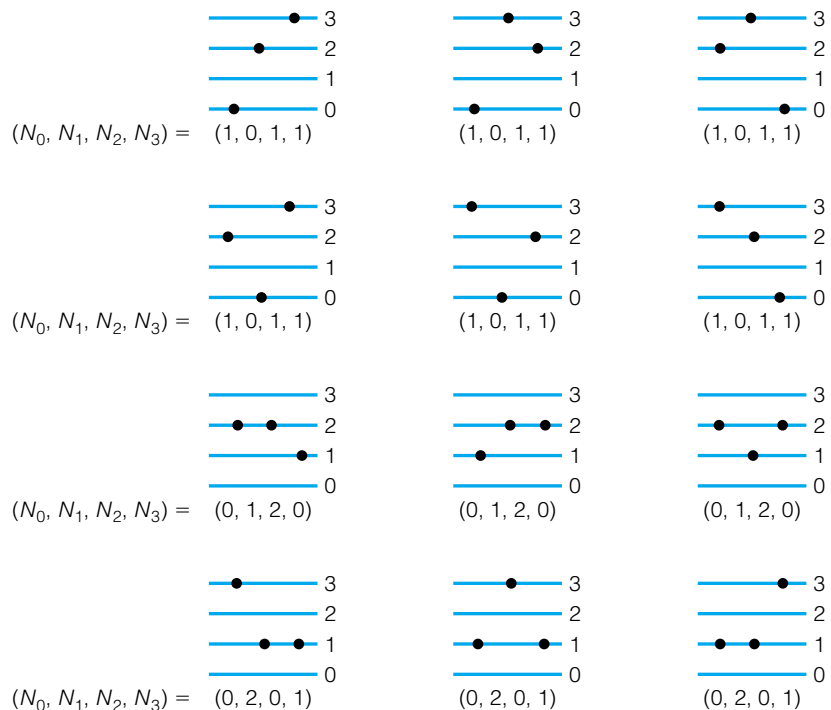 3 3 3
2 2 2
1 1 1
0 0 0
(N0, N1, N2, N3) = (1, 0, 1, 1) (1, 0, 1, 1) (1, 0, 1, 1)
3 3 3
2 2 2
1 1 1
0 0 0
(N0, N1, N2, N3) = (1, 0, 1, 1) (1, 0, 1, 1) (1, 0, 1, 1)
3 3 3
2 2 2
1 1 1
0 0 0
(N0, N1, N2, N3) = (0, 1, 2, 0) (0, 1, 2, 0) (0, 1, 2, 0)
3 3 3
2 2 2
1 1 1
0 0 0
(N0, N1, N2, N3) = (0, 2, 0, 1) (0, 2, 0, 1) (0, 2, 0, 1)